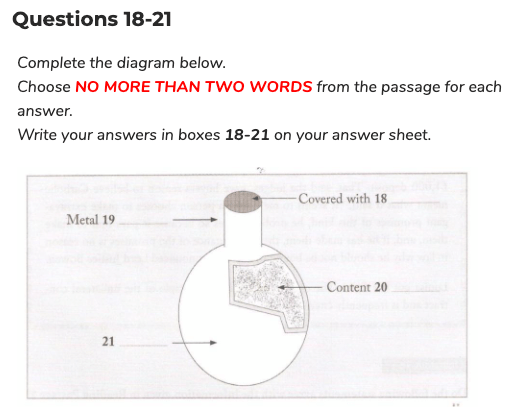 Questions 18-21
Complete the diagram below.
Choose NO MORE THAN TWO WORDS from the passage for each
answer.
Write your answers in boxes 18-21 on your answer sheet.
Covered with 18
Metal 19
Content 20
21